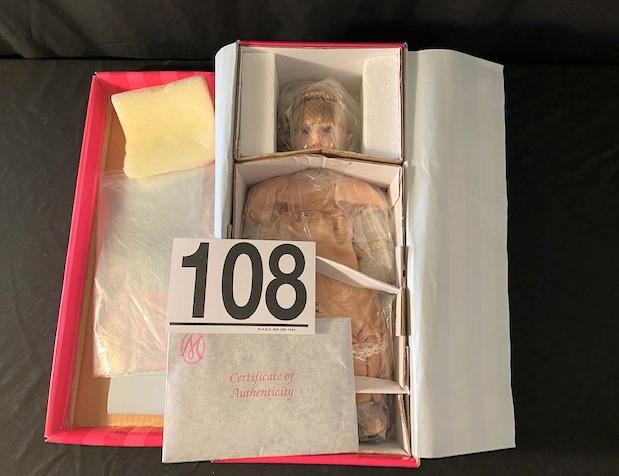 108
Certificate of
Authenticity